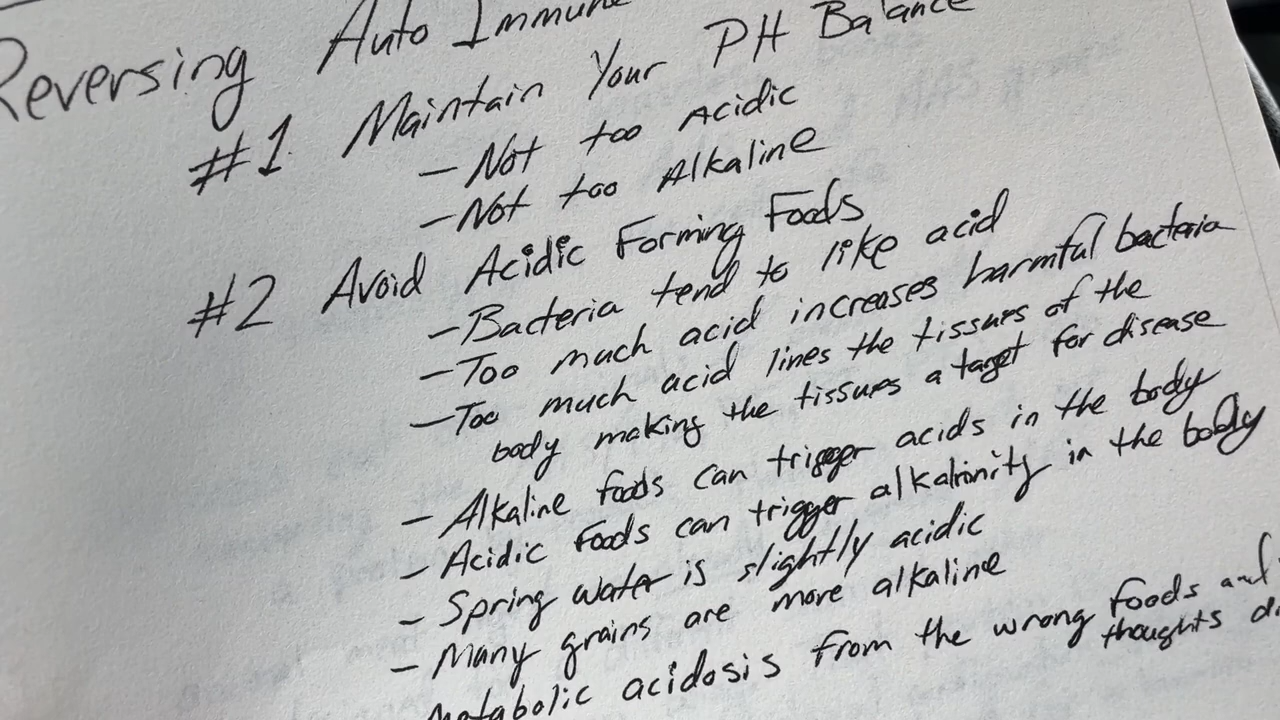 Reversing Auto Immune
#1 Maintain Your PH Balance
- Not too Acidic
- Not too Alkaline
#2 Avoid Acidic Forming Foods
- Bacteria tend to like acid
- Too much acid increases harmful bacteria
- Too much acid lines the tissues of the
body making the tissues a target for disease
- Alkaline foods can trigger acids in the body
- Acidic foods can trigger alkalinity in the body
- Spring water is slightly acidic
- Many grains are more alkaline
Metabolic acidosis from the wrong foods and
thoughts